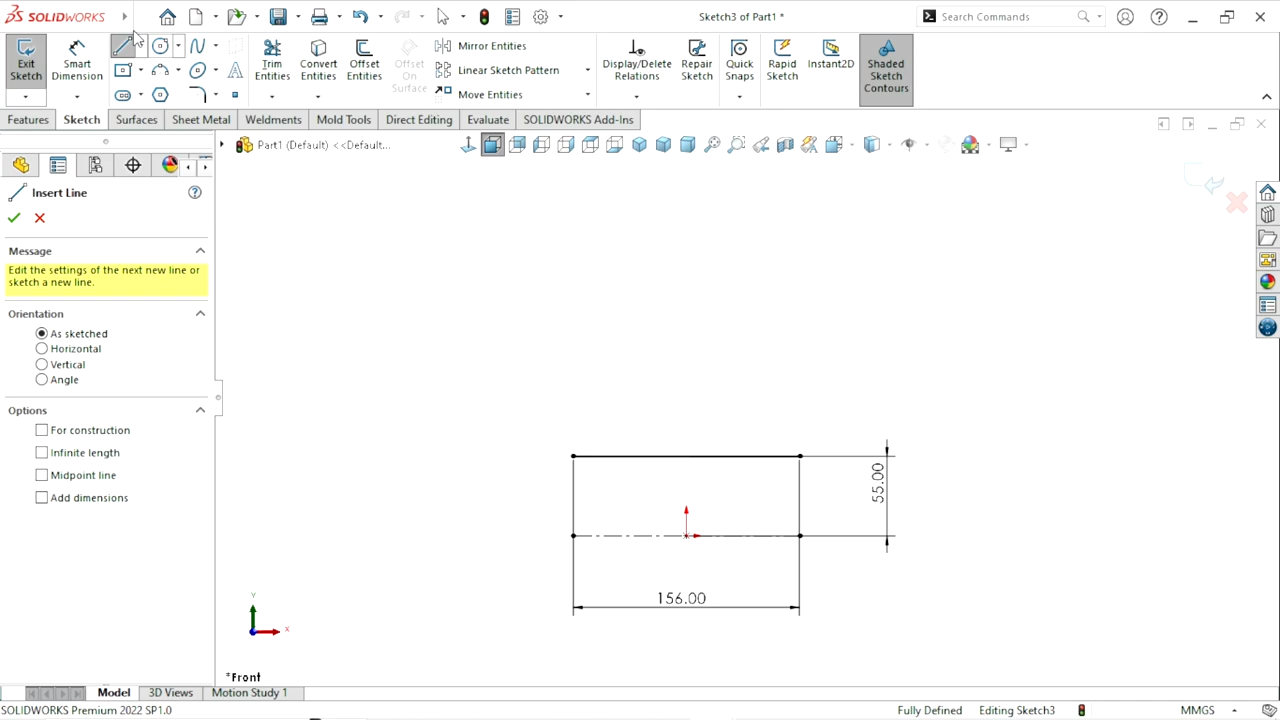 SOLIDWORKS
Sketch3 of Part1 *
Search Commands
Exit Sketch
Smart Dimension
Trim Entities
Convert Entities
Offset Entities
Offset On Surface
Mirror Entities
Linear Sketch Pattern
Move Entities
Display/Delete Relations
Repair Sketch
Quick Snaps
Rapid Sketch
Instant2D
Shaded Sketch Contours
Features
Sketch
Surfaces
Sheet Metal
Weldments
Mold Tools
Direct Editing
Evaluate
SOLIDWORKS Add-Ins
Part1 (Default) <<Default...
Insert Line
Message
Edit the settings of the next new line or
sketch a new line.
Orientation
As sketched
Horizontal
Vertical
Angle
Options
For construction
Infinite length
Midpoint line
Add dimensions
55.00
156.00
Y
X
*Front
Model
3D Views
Motion Study 1
SOLIDWORKS Premium 2022 SP1.0
Fully Defined
Editing Sketch3
MMGS